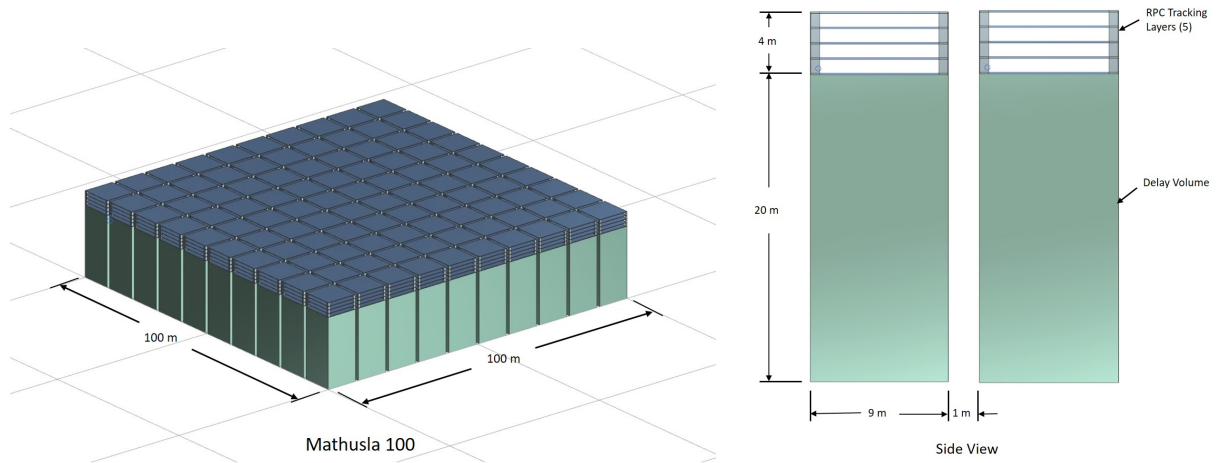 100 m
100 m
Mathusla 100
4 m
20 m
9 m
1 m
RPC Tracking
Layers (5)
Delay Volume
Side View